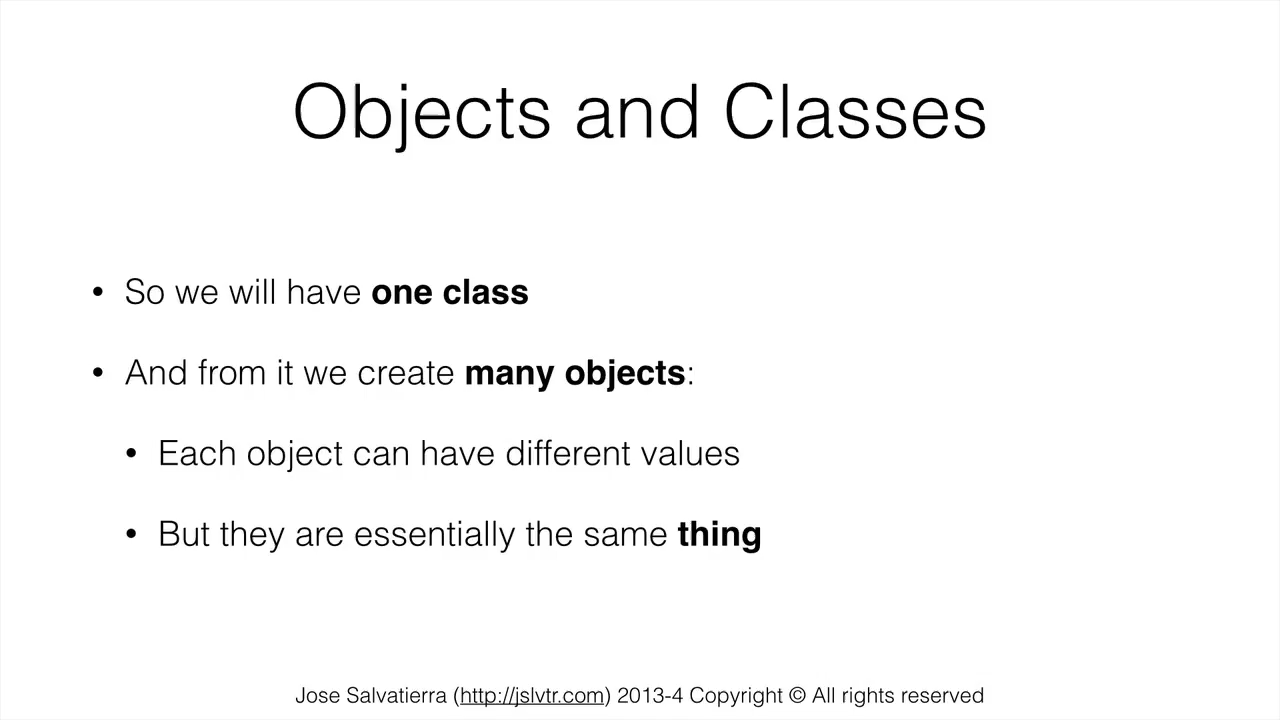 Objects and Classes
• So we will have one class
• And from it we create many objects:
• Each object can have different values
• But they are essentially the same thing
Jose Salvatierra (http://jslvtr.com) 2013-4 Copyright © All rights reserved